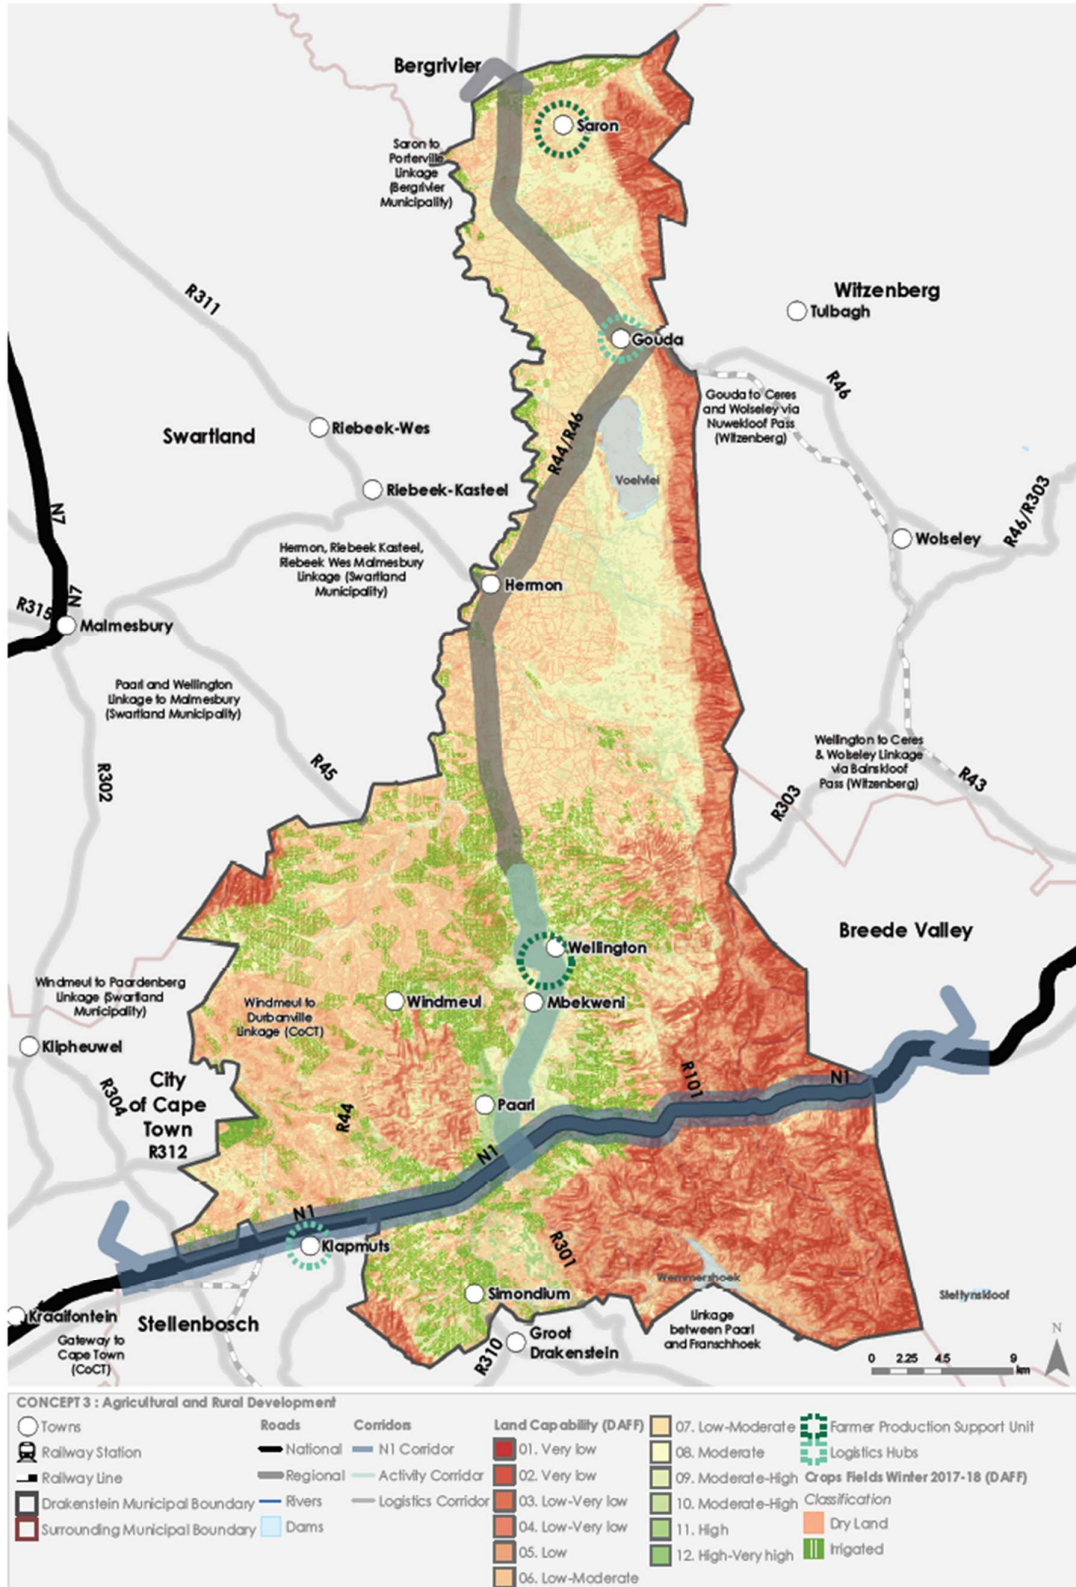 Bergrivier
Saron
Saron to
Porterville
Linkage
(Bergrivier
Municipality)
R311
Witzenberg
Tulbagh
Gouda
R46
Gouda to Ceres
and Wolseley via
Nuwekloof Pass
(Witzenberg)
Riebeek-Wes
Swartland
R44/R46
Voelvlei
Riebeek-Kasteel
N7
R46/R303
Wolseley
Hermon, Riebeek Kasteel,
Riebeek Wes Malmesbury
Linkage (Swartland
Municipality)
Hermon
N7
R315
Malmesbury
Paarl and Wellington
Linkage to Malmesbury
(Swartland Municipality)
R302
R45
Wellington to Ceres
& Wolseley Linkage
via Bainskloof
Pass (Witzenberg)
R43
R303
Breede Valley
Wellington
Windmeul to Paardenberg
Linkage (Swartland
Municipality)
Windmeul to
Durbanville
Linkage (CoCT)
Windmeul
Mbekweni
Klipheuwel
City
of Cape
Town
R304
R312
R44
R101
N1
Paarl
N1
N1
Klapmuts
R301
Wemmershoek
Simondium
Stettynskloof
Kraaifontein
Stellenbosch
Gateway to
Cape Town
(CoCT)
R310
Groot
Drakenstein
Linkage
between Paarl
and Franschhoek
N
0 2.25 4.5 9
km
CONCEPT 3 : Agricultural and Rural Development
Towns
Railway Station
Railway Line
Drakenstein Municipal Boundary
Surrounding Municipal Boundary
Roads
National
Regional
Rivers
Dams
Corridors
N1 Corridor
Activity Corridor
Logistics Corridor
Land Capability (DAFF)
01. Very low
02. Very low
03. Low-Very low
04. Low-Very low
05. Low
06. Low-Moderate
07. Low-Moderate
08. Moderate
09. Moderate-High
10. Moderate-High
11. High
12. High-Very high
Farmer Production Support Unit
Logistics Hubs
Crops Fields Winter 2017-18 (DAFF)
Classification
Dry Land
Irrigated